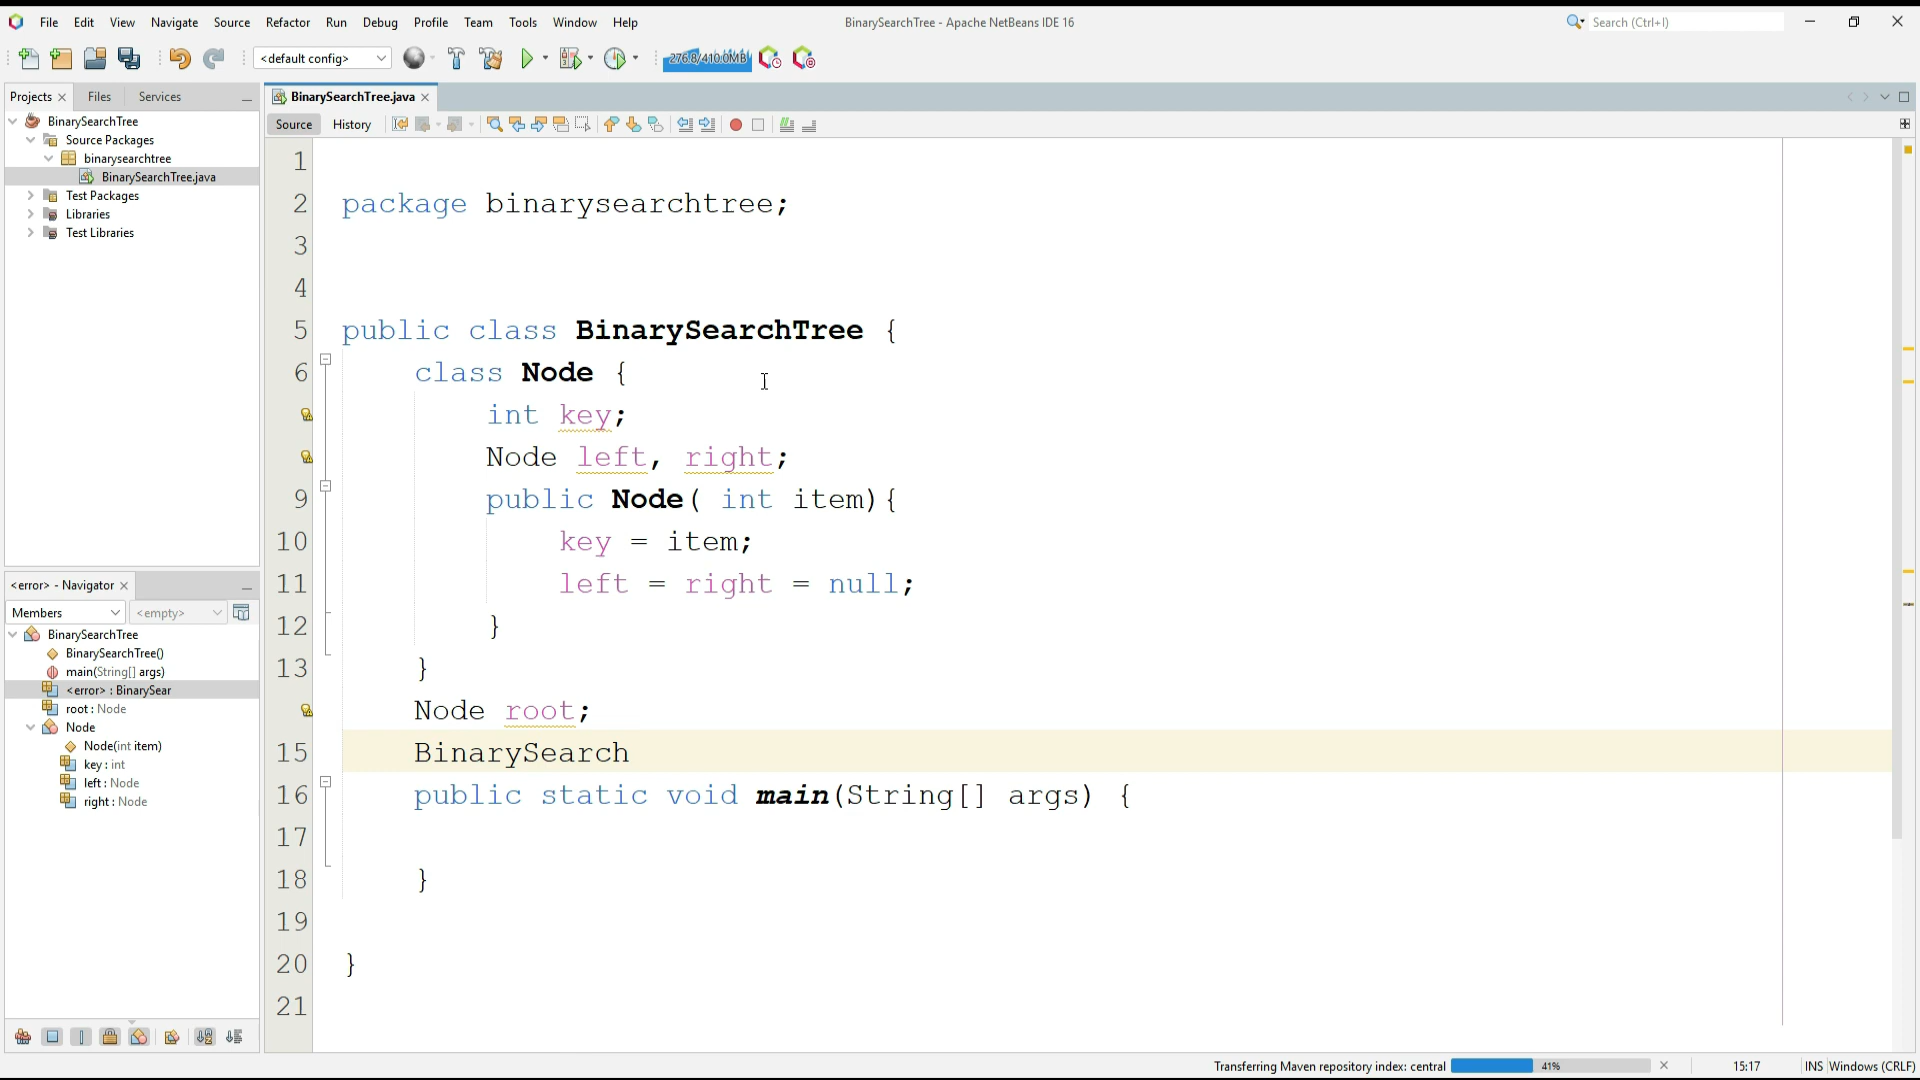 File Edit View Navigate Source Refactor Run Debug Profile Team Tools Window Help
BinarySearchTree - Apache NetBeans IDE 16
Search (Ctrl+I)
<default config>
276.8/410.0MB
Projects Files Services
BinarySearchTree.java
Source History
BinarySearchTree
Source Packages
binarysearchtree
BinarySearchTree.java
Test Packages
Libraries
Test Libraries
<error> - Navigator
Members <empty>
BinarySearchTree
BinarySearchTree()
main(String[] args)
<error> : BinarySear
root : Node
Node
Node(int item)
key : int
left : Node
right : Node
1
2 package binarysearchtree;
3
4
5 public class BinarySearchTree {
6 class Node {
int key;
Node left, right;
9 public Node( int item){
10 key = item;
11 left = right = null;
12 }
13 }
Node root;
15 BinarySearch
16 public static void main(String[] args) {
17
18 }
19
20 }
21
Transferring Maven repository index: central 41% 15:17 INS Windows (CRLF)